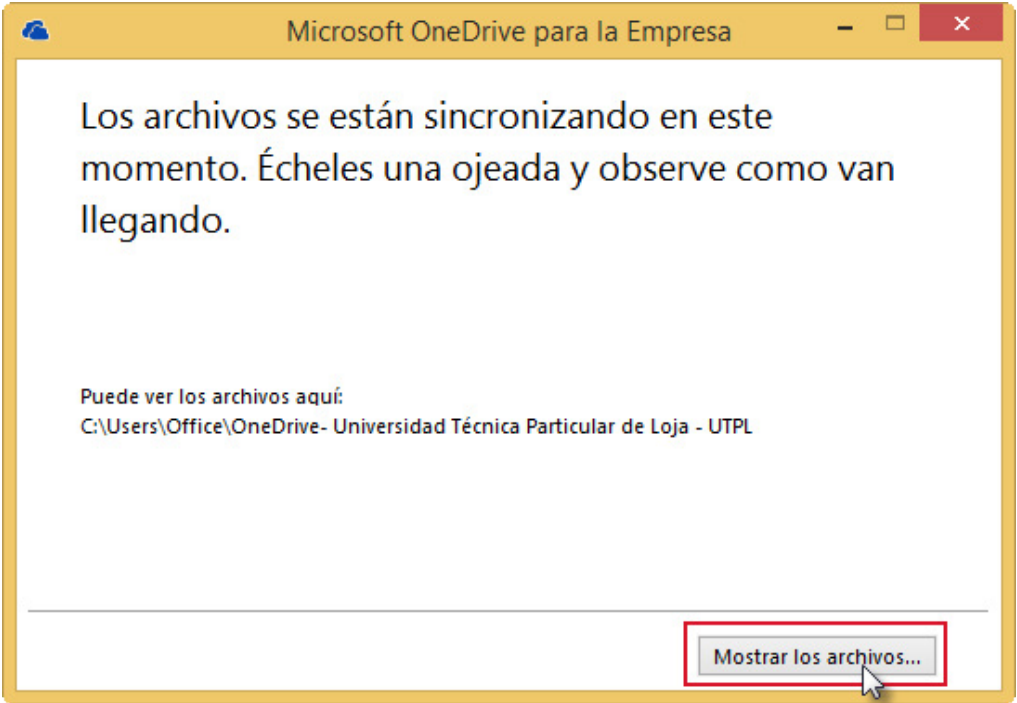 Microsoft OneDrive para la Empresa
Los archivos se están sincronizando en este
momento. Écheles una ojeada y observe como van
llegando.
Puede ver los archivos aquí:
C:\Users\Office\OneDrive- Universidad Técnica Particular de Loja - UTPL
Mostrar los archivos...